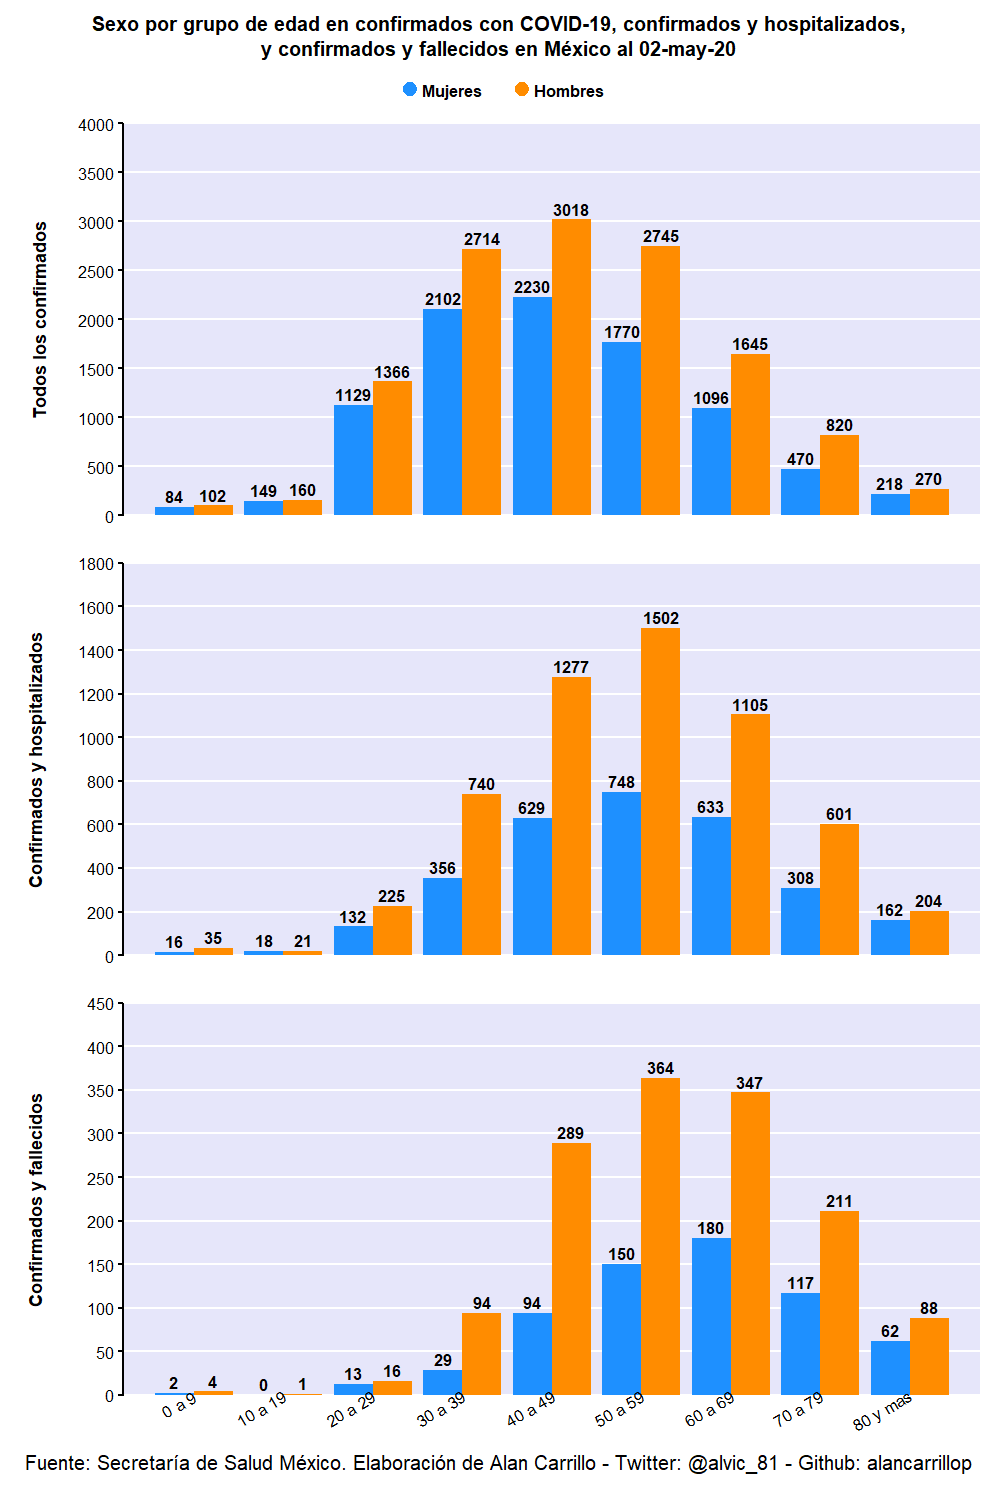 Sexo por grupo de edad en confirmados con COVID-19, confirmados y hospitalizados,
y confirmados y fallecidos en México al 02-may-20
Mujeres Hombres
Todos los confirmados
4000
3500
3000
2500
2000
1500
1000
500
0
84 102 149 160 1129 1366 2102 2714 2230 3018 1770 2745 1096 1645 470 820 218 270
Confirmados y hospitalizados
1800
1600
1400
1200
1000
800
600
400
200
0
16 35 18 21 132 225 356 740 629 1277 748 1502 633 1105 308 601 162 204
Confirmados y fallecidos
450
400
350
300
250
200
150
100
50
0
2 4 0 1 13 16 29 94 94 289 150 364 180 347 117 211 62 88
0 a 9 10 a 19 20 a 29 30 a 39 40 a 49 50 a 59 60 a 69 70 a 79 80 y mas
Fuente: Secretaría de Salud México. Elaboración de Alan Carrillo - Twitter: @alvic_81 - Github: alancarrillop